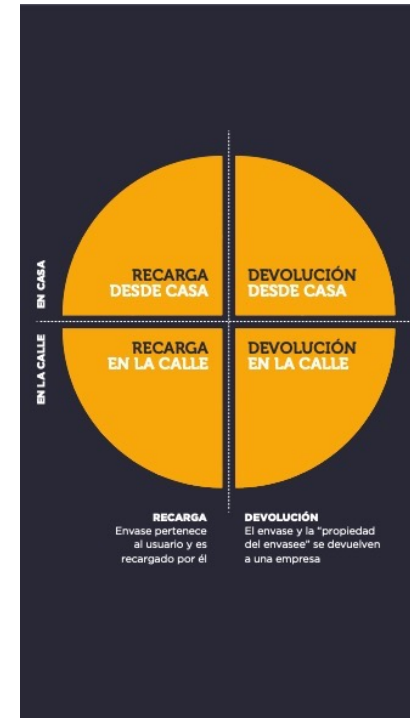 EN CASA
RECARGA
DESDE CASA
DEVOLUCIÓN
DESDE CASA
EN LA CALLE
RECARGA
EN LA CALLE
DEVOLUCIÓN
EN LA CALLE
RECARGA
Envase pertenece
al usuario y es
recargado por él
DEVOLUCIÓN
El envase y la “propiedad
del envasee” se devuelven
a una empresa